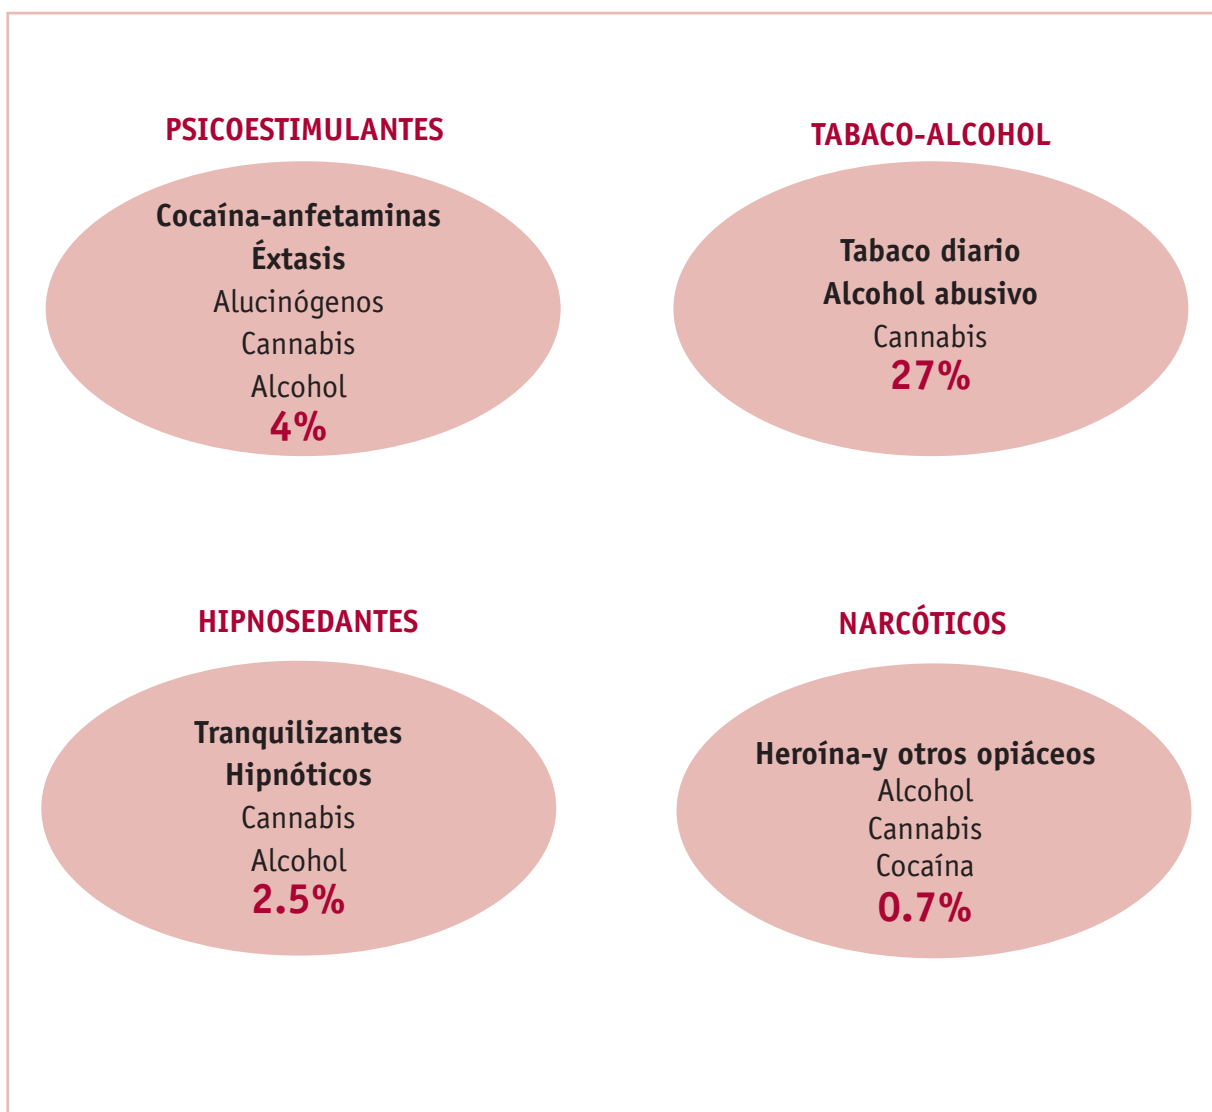 PSICOESTIMULANTES
Cocaína-anfetaminas
Éxtasis
Alucinógenos
Cannabis
Alcohol
4%
TABACO-ALCOHOL
Tabaco diario
Alcohol abusivo
Cannabis
27%
HIPNOSEDANTES
Tranquilizantes
Hipnóticos
Cannabis
Alcohol
2.5%
NARCÓTICOS
Heroína-y otros opiáceos
Alcohol
Cannabis
Cocaína
0.7%